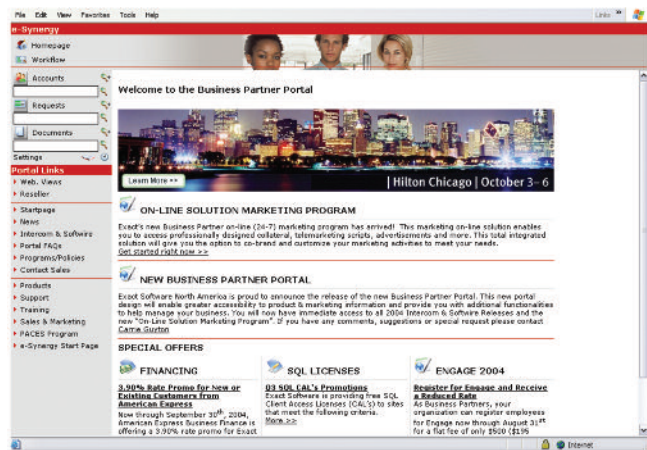 File Edit View Favorites Tools Help
Links »
e-Synergy
Homepage
Workflow
Accounts
Requests
Documents
Settings
Portal Links
Web. Views
Reseller
Startpage
News
Intercom & Softwire
Portal FAQs
Programs/Policies
Contact Sales
Products
Support
Training
Sales & Marketing
PACES Program
e-Synergy Start Page
Welcome to the Business Partner Portal
Learn More >>
| Hilton Chicago | October 3-6
ON-LINE SOLUTION MARKETING PROGRAM
Exact's new Business Partner on-line (24-7) marketing program has arrived! This marketing on-line solution enables
you to access professionally designed collateral, telemarketing scripts, advertisements and more. This total integrated
solution will give you the option to co-brand and customize your marketing activities to meet your needs.
Get started right now >>
NEW BUSINESS PARTNER PORTAL
Exact Software North America is proud to announce the release of the new Business Partner Portal. This new portal
design will enable greater accessibility to product & marketing information and provide you with additional functionalities
to help manage your business. You will now have immediate access to all 2004 Intercom & Software Releases and the
new "On-Line Solution Marketing Program". If you have any comments, suggestions or special request please contact
Carrie Guyton
SPECIAL OFFERS
FINANCING
3.90% Rate Promo for New or
Existing Customers from
American Express
Now through September 30th, 2004,
American Express Business Finance is
offering a 3.90% rate promo for Exact
SQL LICENSES
Q3 SQL CAL's Promotions
Exact Software is providing free SQL
Client Access Licenses (CAL's) to sites
that meet the following criteria.
More >>
ENGAGE 2004
Register for Engage and Receive
a Reduced Rate
As Business Partners, your
organization can register employees
for Engage now through August 31st
for a flat fee of only $500 ($195
Internet